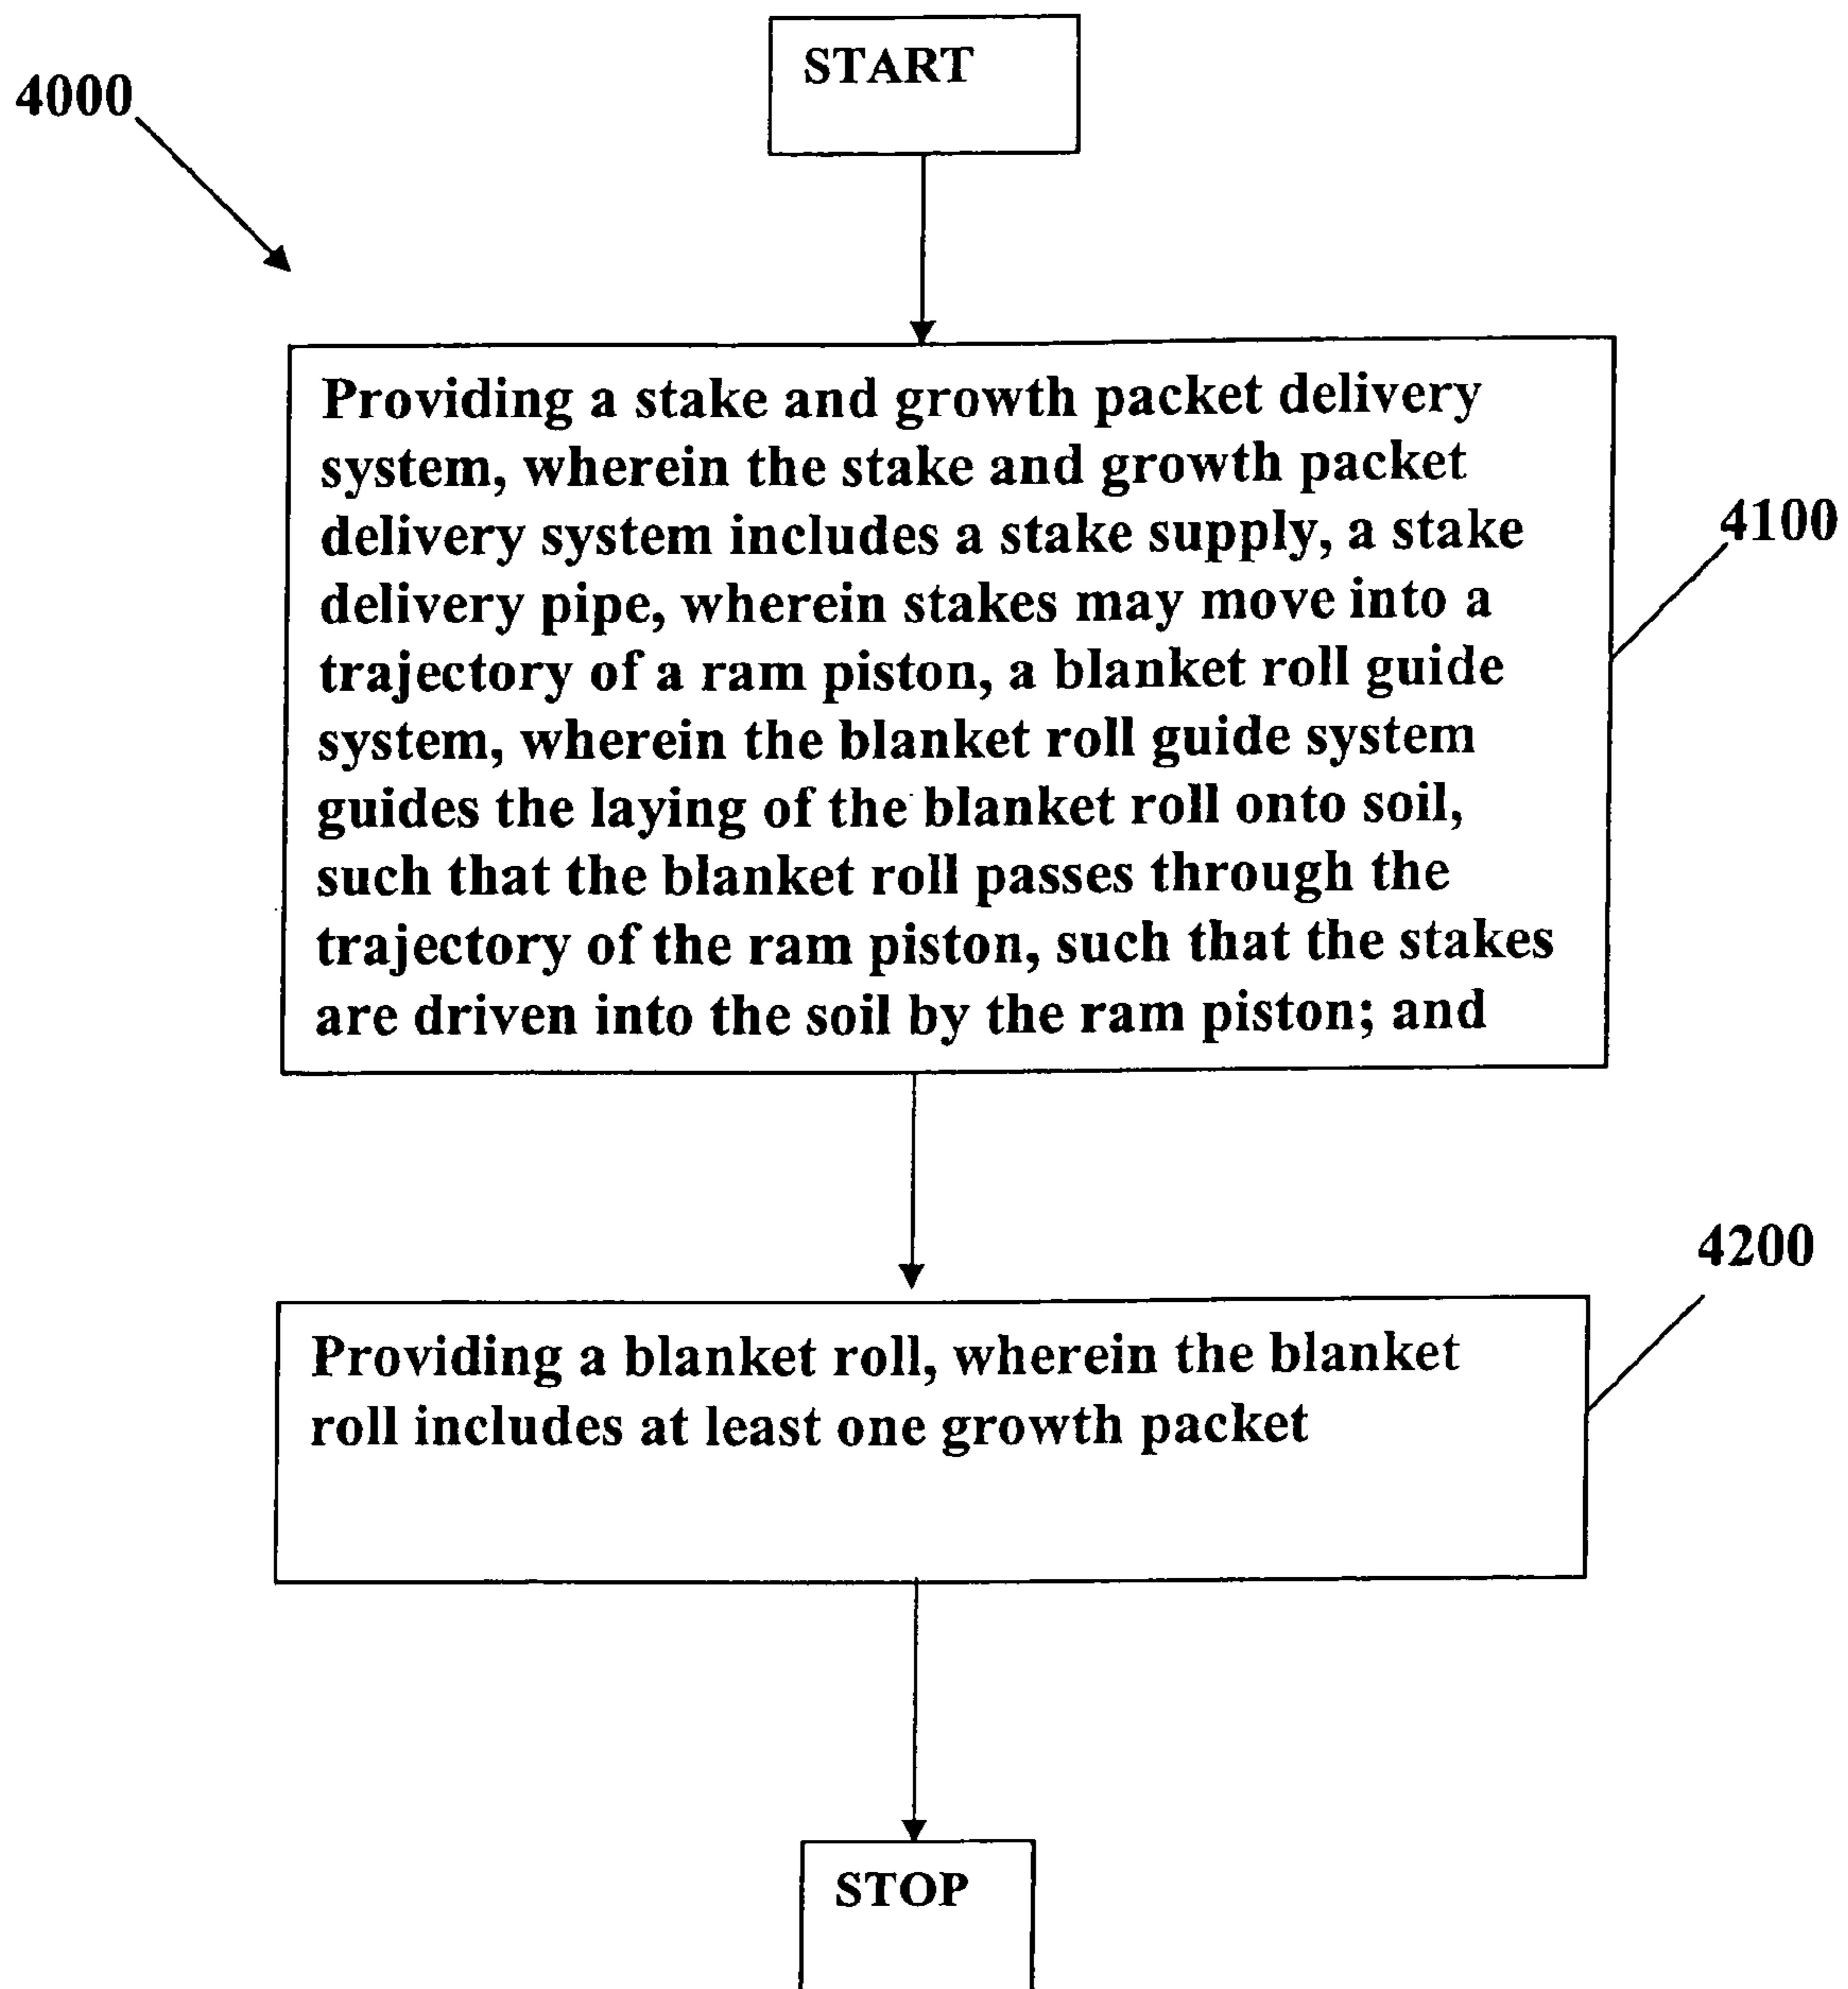 START
4000
Providing a stake and growth packet delivery
system, wherein the stake and growth packet
delivery system includes a stake supply, a stake
delivery pipe, wherein stakes may move into a
trajectory of a ram piston, a blanket roll guide
system, wherein the blanket roll guide system
guides the laying of the blanket roll onto soil,
such that the blanket roll passes through the
trajectory of the ram piston, such that the stakes
are driven into the soil by the ram piston; and
4100
4200
Providing a blanket roll, wherein the blanket
roll includes at least one growth packet
STOP